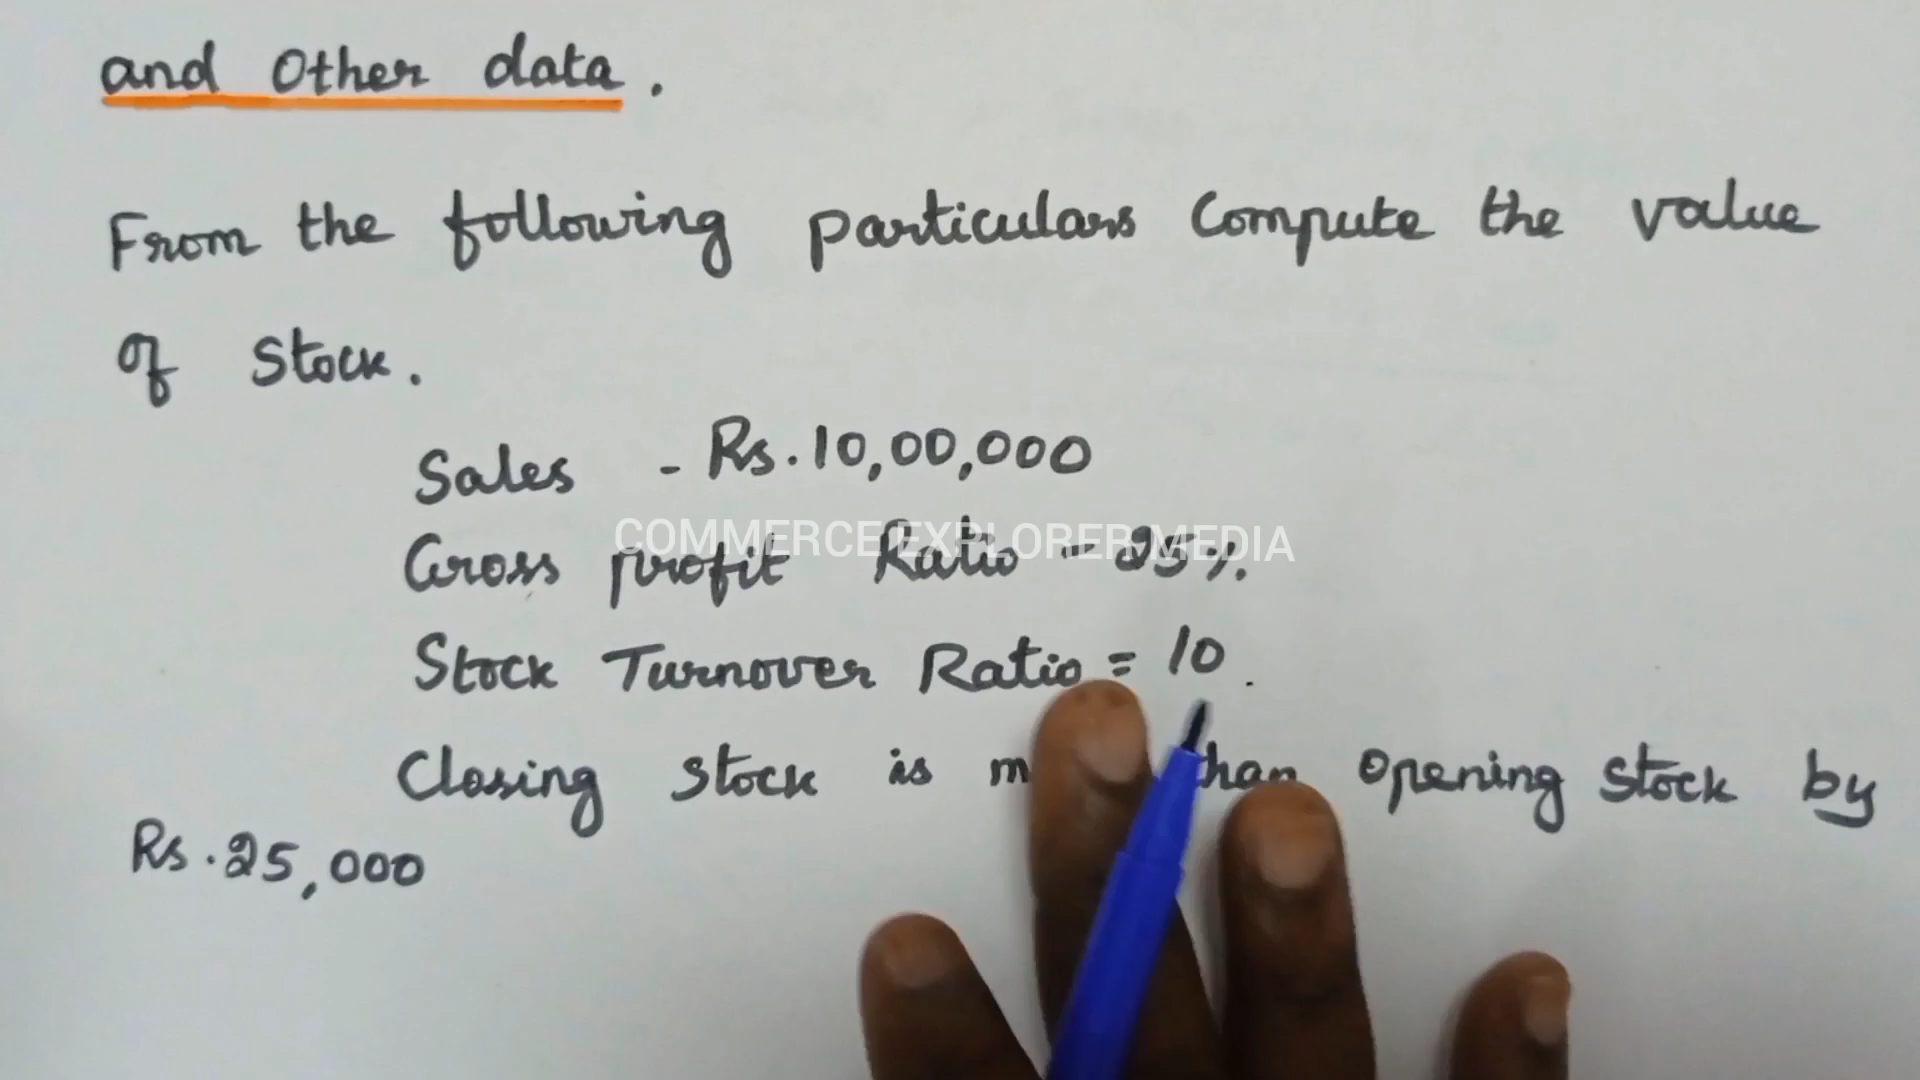 and Other data.
From the following particulars Compute the value
of Stock.
Sales - Rs.10,00,000
COMMERCE EXPLORER MEDIA
Gross profit Ratio - 25%.
Stock Turnover Ratio = 10.
Closing stock is than opening stock by
Rs.25,000